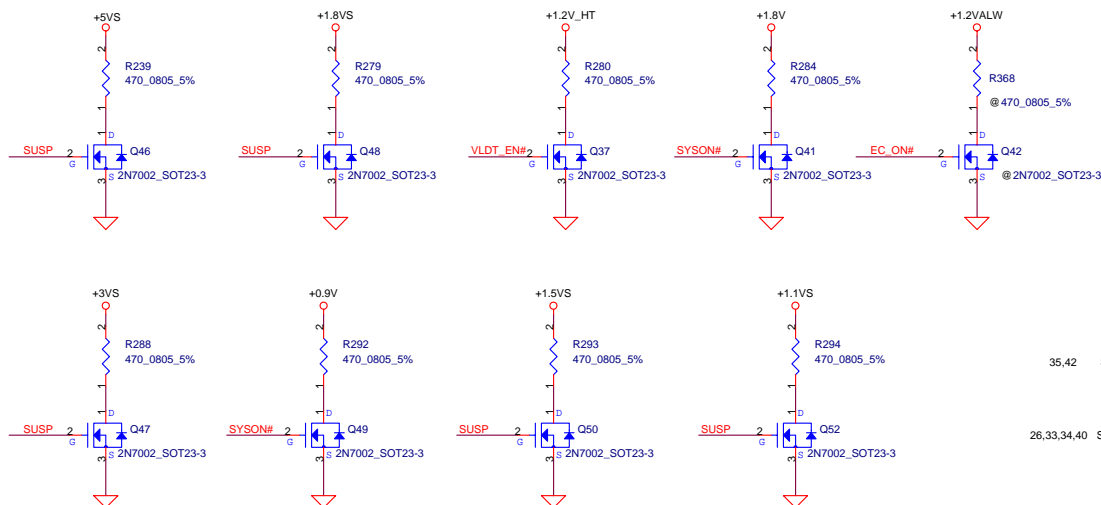 +5VS
2
R239
470_0805_5%
1
1
D
SUSP
2
G
Q46
S
3
2N7002_SOT23-3
+1.8VS
2
R279
470_0805_5%
1
1
D
SUSP
2
G
Q48
S
3
2N7002_SOT23-3
+1.2V_HT
2
R280
470_0805_5%
1
1
D
VLDT_EN#
2
G
Q37
S
3
2N7002_SOT23-3
+1.8V
2
R284
470_0805_5%
1
1
D
SYSON#
2
G
Q41
S
3
2N7002_SOT23-3
+1.2VALW
2
R368
@470_0805_5%
1
1
D
EC_ON#
2
G
Q42
S
3
@2N7002_SOT23-3
+3VS
2
R288
470_0805_5%
1
1
D
SUSP
2
G
Q47
S
3
2N7002_SOT23-3
+0.9V
2
R292
470_0805_5%
1
1
D
SYSON#
2
G
Q49
S
3
2N7002_SOT23-3
+1.5VS
2
R293
470_0805_5%
1
1
D
SUSP
2
G
Q50
S
3
2N7002_SOT23-3
+1.1VS
2
R294
470_0805_5%
1
1
D
SUSP
2
G
Q52
S
3
2N7002_SOT23-3
35,42
26,33,34,40